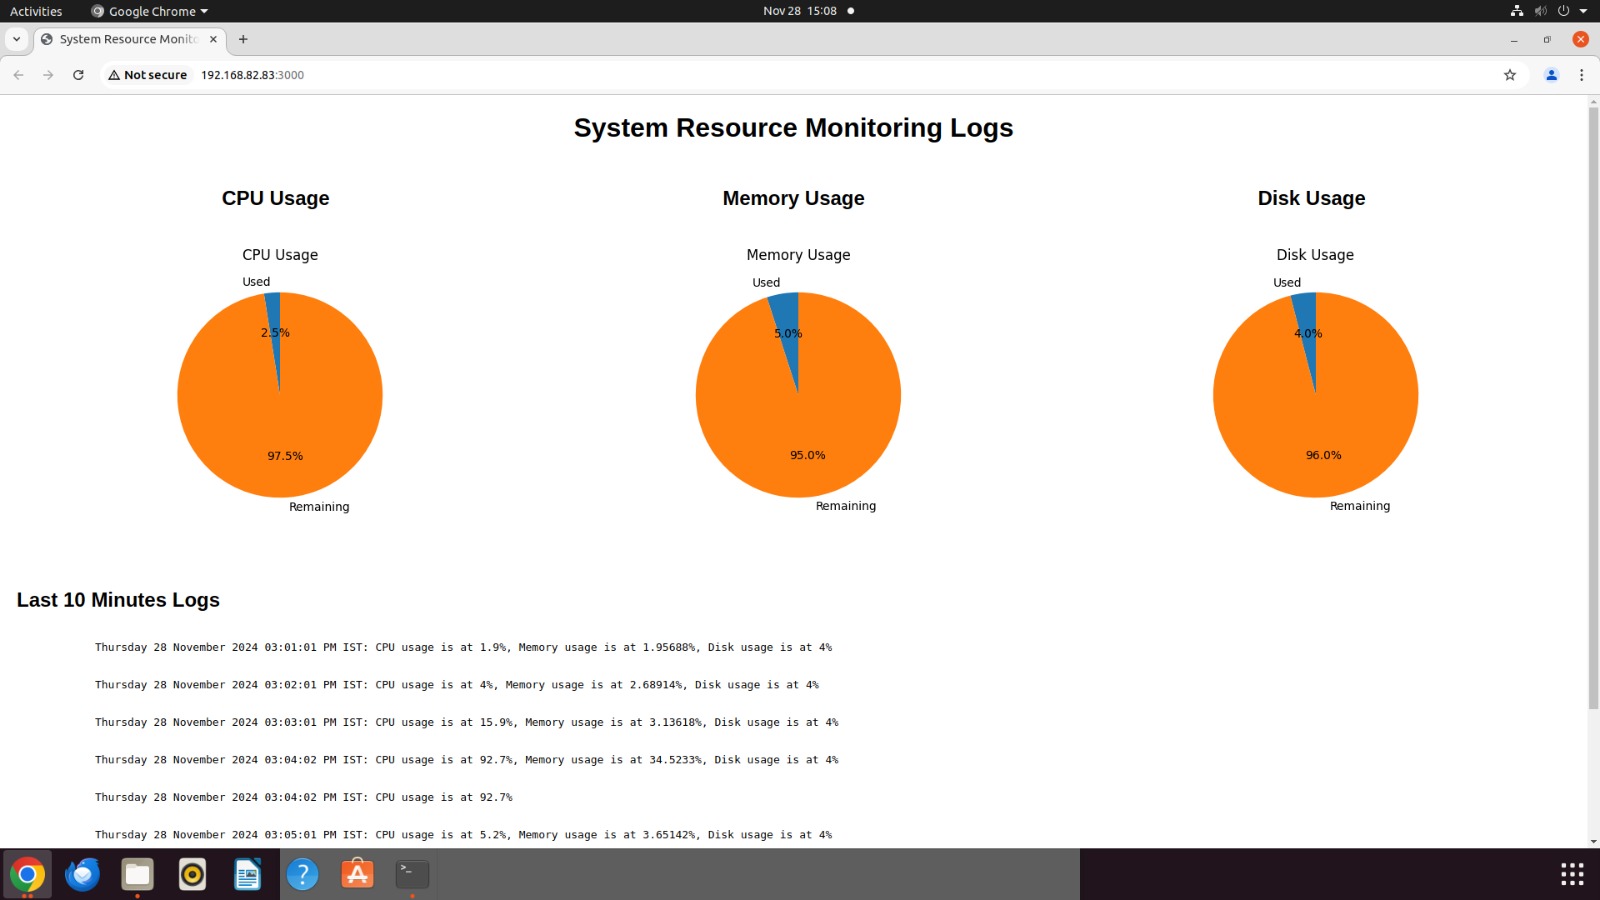 Activities
Google Chrome
Nov 28 15:08
System Resource Monito
Not secure
192.168.82.83:3000
System Resource Monitoring Logs
CPU Usage
Memory Usage
Disk Usage
CPU Usage
Used
2.5%
97.5%
Remaining
Memory Usage
Used
5.0%
95.0%
Remaining
Disk Usage
Used
4.0%
96.0%
Remaining
Last 10 Minutes Logs
Thursday 28 November 2024 03:01:01 PM IST: CPU usage is at 1.9%, Memory usage is at 1.95688%, Disk usage is at 4%
Thursday 28 November 2024 03:02:01 PM IST: CPU usage is at 4%, Memory usage is at 2.68914%, Disk usage is at 4%
Thursday 28 November 2024 03:03:01 PM IST: CPU usage is at 15.9%, Memory usage is at 3.13618%, Disk usage is at 4%
Thursday 28 November 2024 03:04:02 PM IST: CPU usage is at 92.7%, Memory usage is at 34.5233%, Disk usage is at 4%
Thursday 28 November 2024 03:04:02 PM IST: CPU usage is at 92.7%
Thursday 28 November 2024 03:05:01 PM IST: CPU usage is at 5.2%, Memory usage is at 3.65142%, Disk usage is at 4%